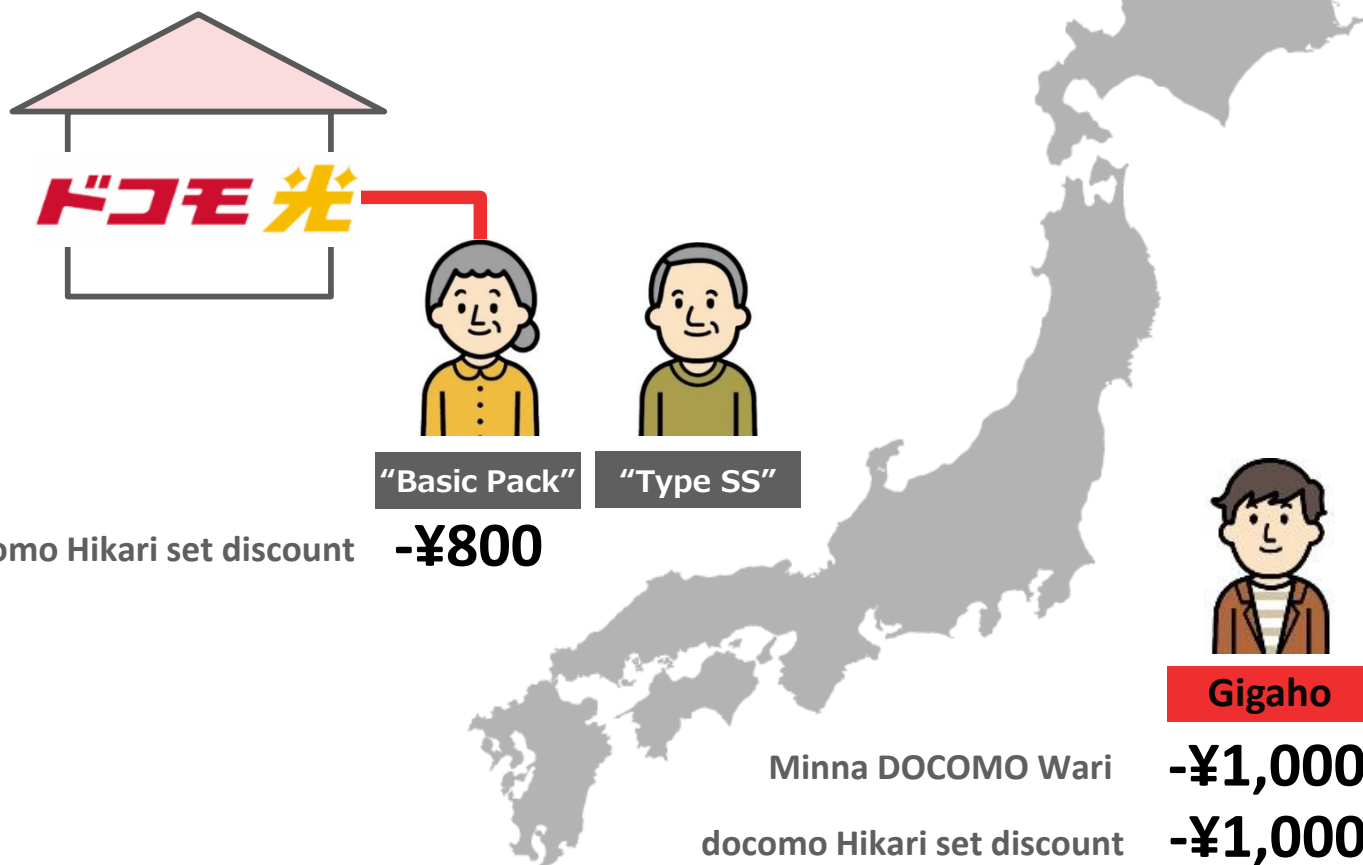 ドコモ光
“Basic Pack” “Type SS”
omo Hikari set discount -¥800
Gigaho
Minna DOCOMO Wari -¥1,000
docomo Hikari set discount -¥1,000